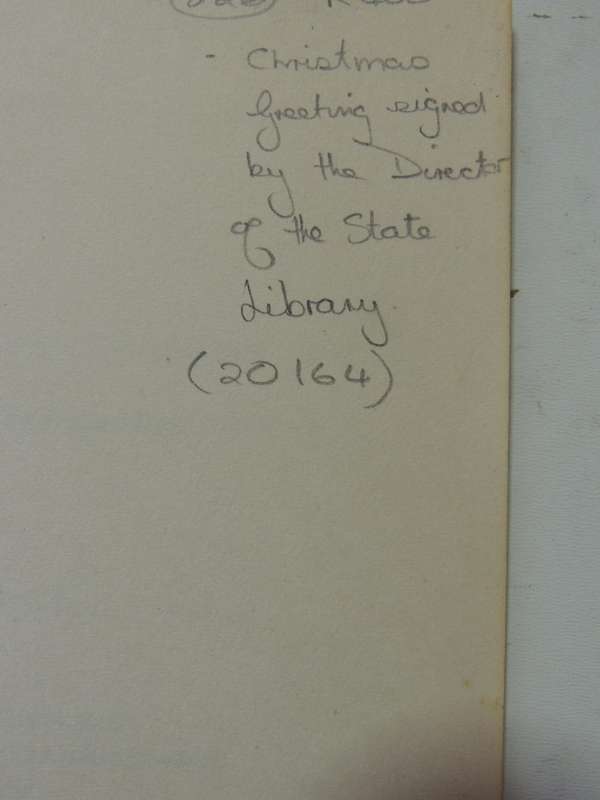 - Christmas
Greeting signed
by the Director
of the State
Library.
(20164)